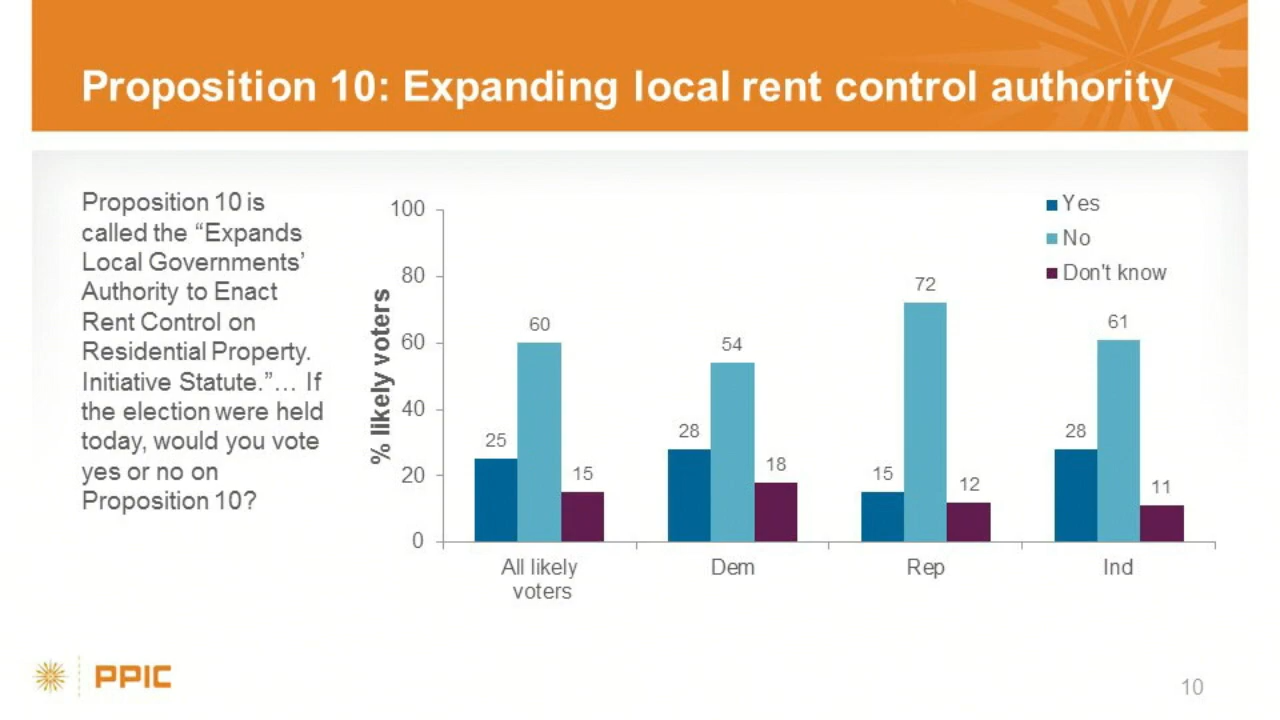 Proposition 10: Expanding local rent control authority
Proposition 10 is
called the “Expands
Local Governments’
Authority to Enact
Rent Control on
Residential Property.
Initiative Statute.”… If
the election were held
today, would you vote
yes or no on
Proposition 10?
% likely voters
100
80
60
40
20
0
Yes
No
Don't know
25
60
15
28
54
18
15
72
12
28
61
11
All likely
voters
Dem
Rep
Ind
PPIC
10